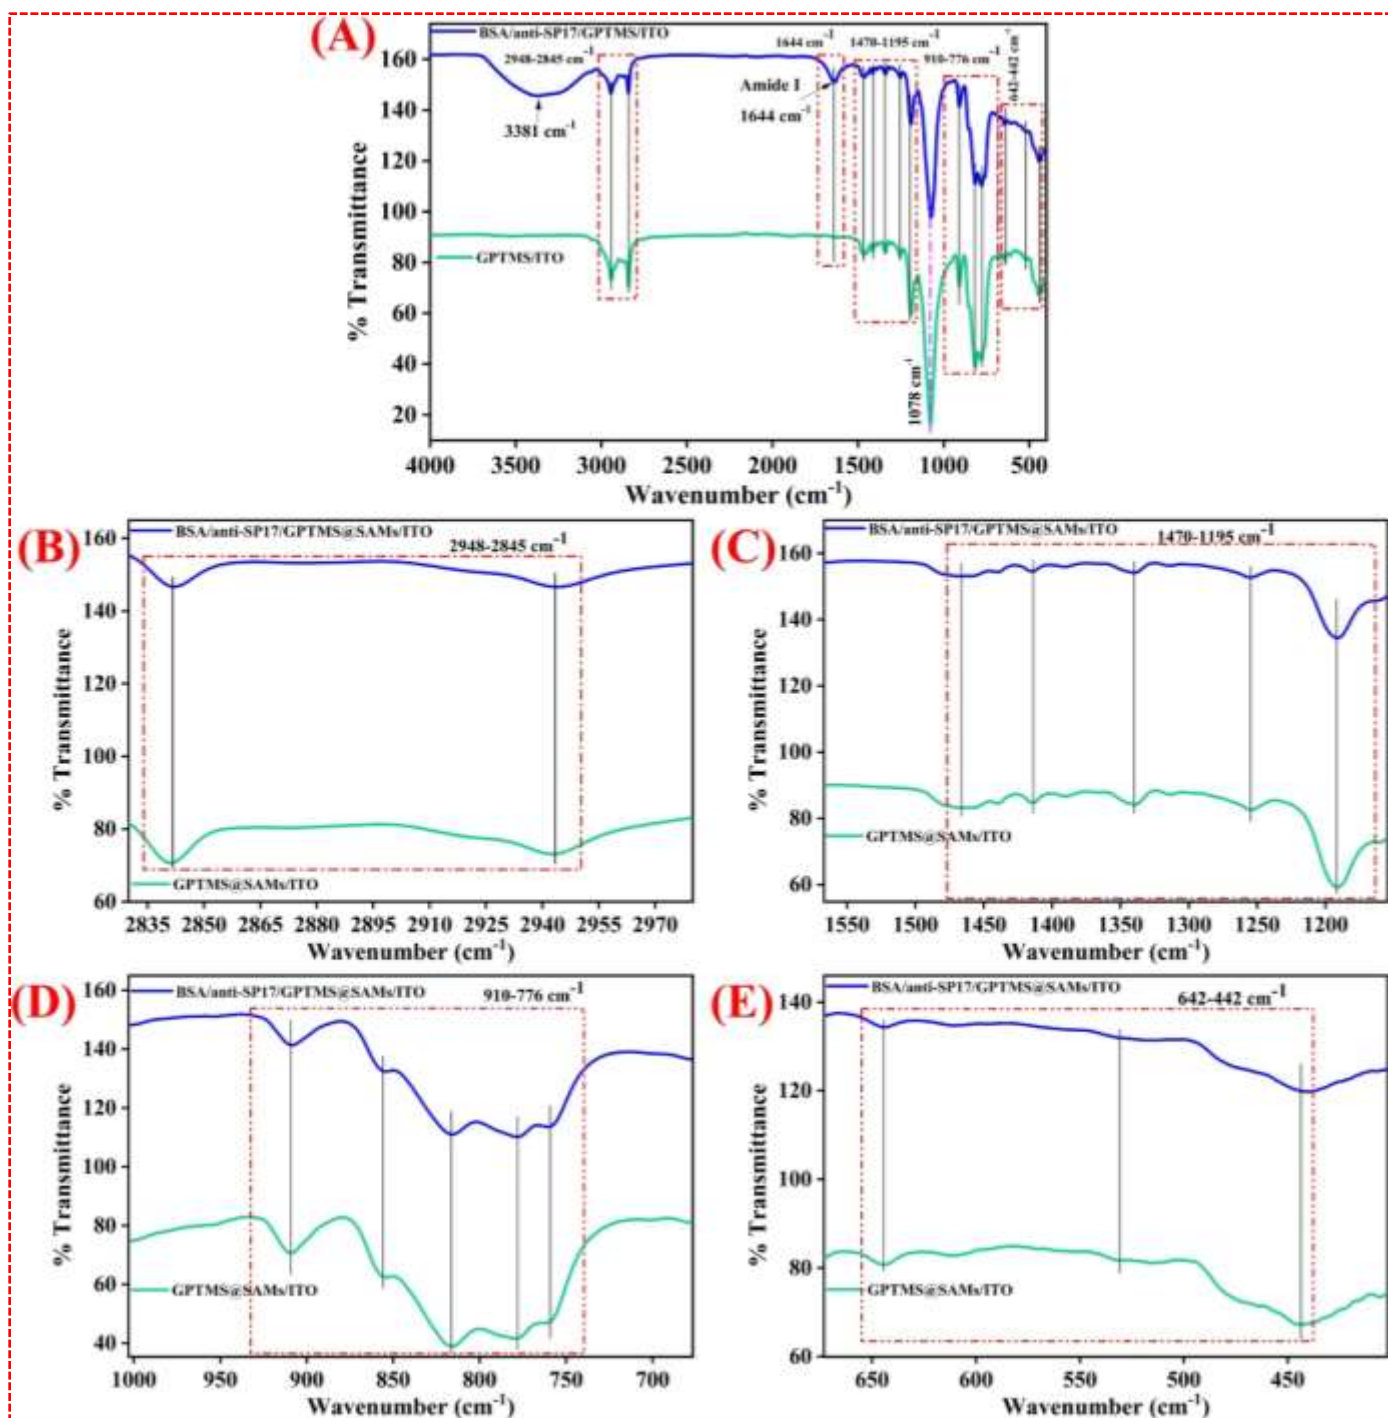 (A)
BSA/anti-SP17/GPTMS/ITO
2948-2845 cm⁻¹
1644 cm⁻¹
1470-1195 cm⁻¹
910-776 cm⁻¹
642-442 cm⁻¹
Amide I
1644 cm⁻¹
3381 cm⁻¹
GPTMS/ITO
1078 cm⁻¹
% Transmittance
160
140
120
100
80
60
40
20
4000 3500 3000 2500 2000 1500 1000 500
Wavenumber (cm⁻¹)
(B)
BSA/anti-SP17/GPTMS@SAMs/ITO
2948-2845 cm⁻¹
GPTMS@SAMs/ITO
% Transmittance
160
140
120
100
80
60
2835 2850 2865 2880 2895 2910 2925 2940 2955 2970
Wavenumber (cm⁻¹)
(C)
BSA/anti-SP17/GPTMS@SAMs/ITO
1470-1195 cm⁻¹
GPTMS@SAMs/ITO
% Transmittance
160
140
120
100
80
60
1550 1500 1450 1400 1350 1300 1250 1200
Wavenumber (cm⁻¹)
(D)
BSA/anti-SP17/GPTMS@SAMs/ITO
910-776 cm⁻¹
GPTMS@SAMs/ITO
% Transmittance
160
140
120
100
80
60
40
1000 950 900 850 800 750 700
Wavenumber (cm⁻¹)
(E)
BSA/anti-SP17/GPTMS@SAMs/ITO
642-442 cm⁻¹
GPTMS@SAMs/ITO
% Transmittance
140
120
100
80
60
650 600 550 500 450
Wavenumber (cm⁻¹)